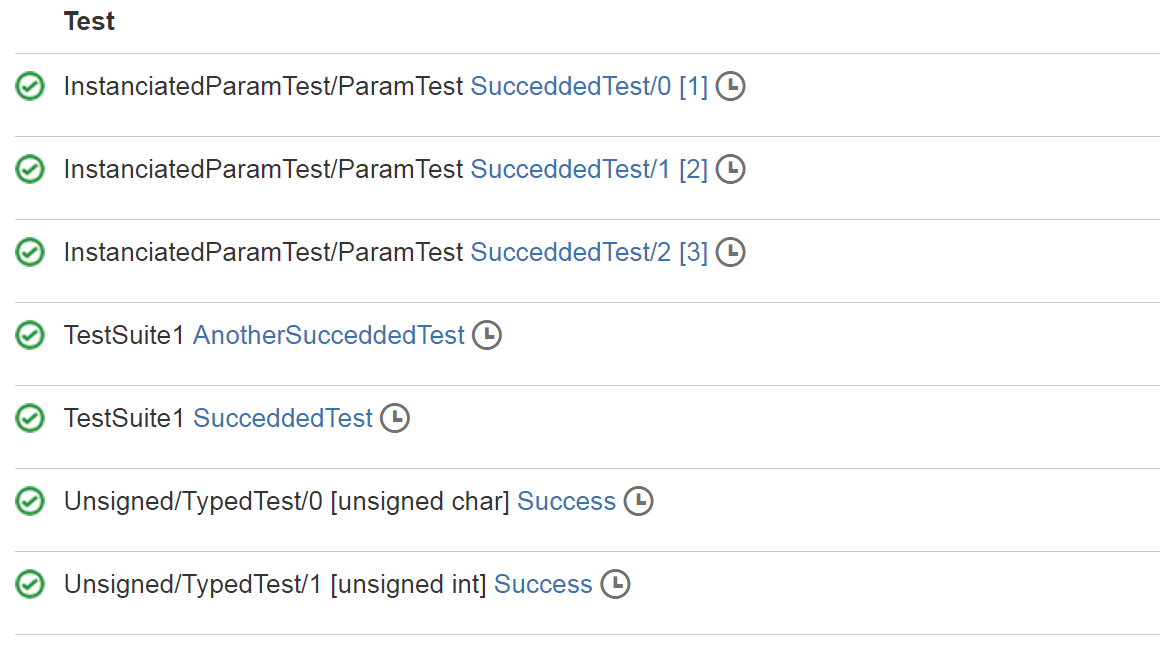 Test
InstanciatedParamTest/ParamTest SucceddedTest/0 [1]
InstanciatedParamTest/ParamTest SucceddedTest/1 [2]
InstanciatedParamTest/ParamTest SucceddedTest/2 [3]
TestSuite1 AnotherSucceddedTest
TestSuite1 SucceddedTest
Unsigned/TypedTest/0 [unsigned char] Success
Unsigned/TypedTest/1 [unsigned int] Success